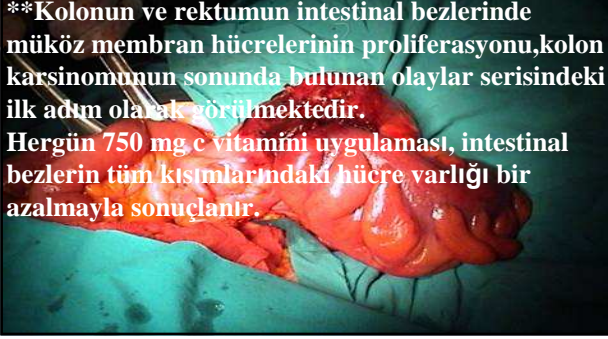 **Kolonun ve rektumun intestinal bezlerinde
müköz membran hücrelerinin proliferasyonu,kolon
karsinomunun sonunda bulunan olaylar serisindeki
ilk adım olarak görülmektedir.
Hergün 750 mg c vitamini uygulaması, intestinal
bezlerin tüm kısımlarındaki hücre varlığı bir
azalmayla sonuçlanır.